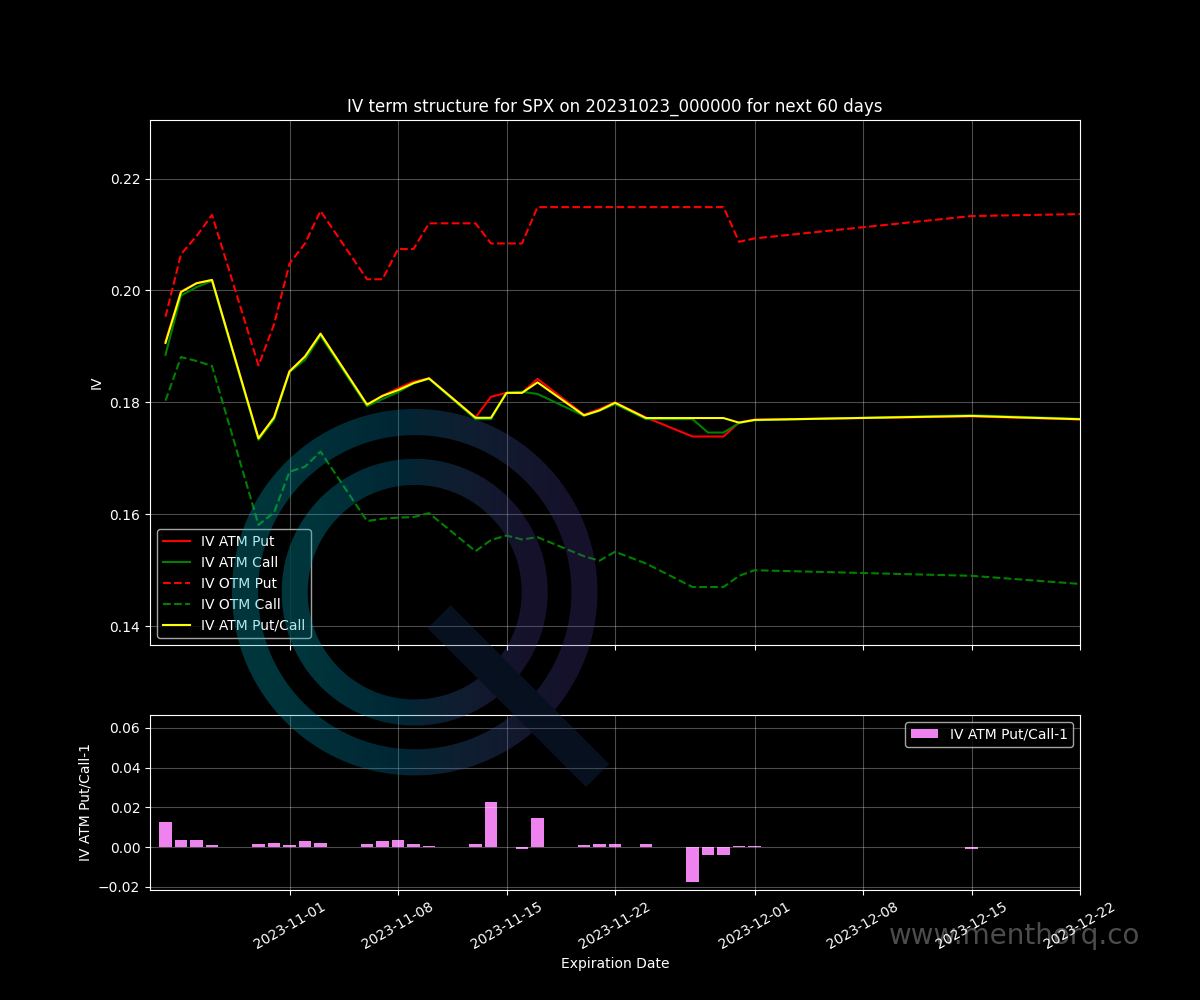 IV term structure for SPX on 20231023_000000 for next 60 days
0.22
0.20
IV
0.18
0.16
0.14
IV ATM Put
IV ATM Call
IV OTM Put
IV OTM Call
IV ATM Put/Call
IV ATM Put/Call-1
0.06
0.04
0.02
0.00
−0.02
IV ATM Put/Call-1
2023-11-01
2023-11-08
2023-11-15
2023-11-22
2023-12-01
2023-12-08
2023-12-15
2023-12-22
www.menthorq.co
Expiration Date